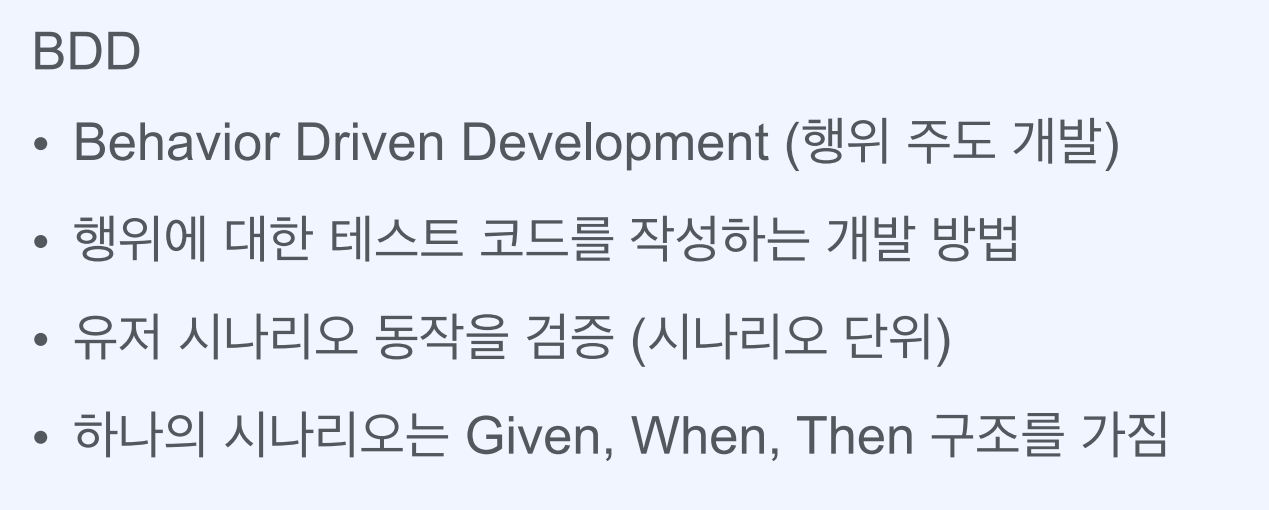 BDD
• Behavior Driven Development (행위 주도 개발)
• 행위에 대한 테스트 코드를 작성하는 개발 방법
• 유저 시나리오 동작을 검증 (시나리오 단위)
• 하나의 시나리오는 Given, When, Then 구조를 가짐